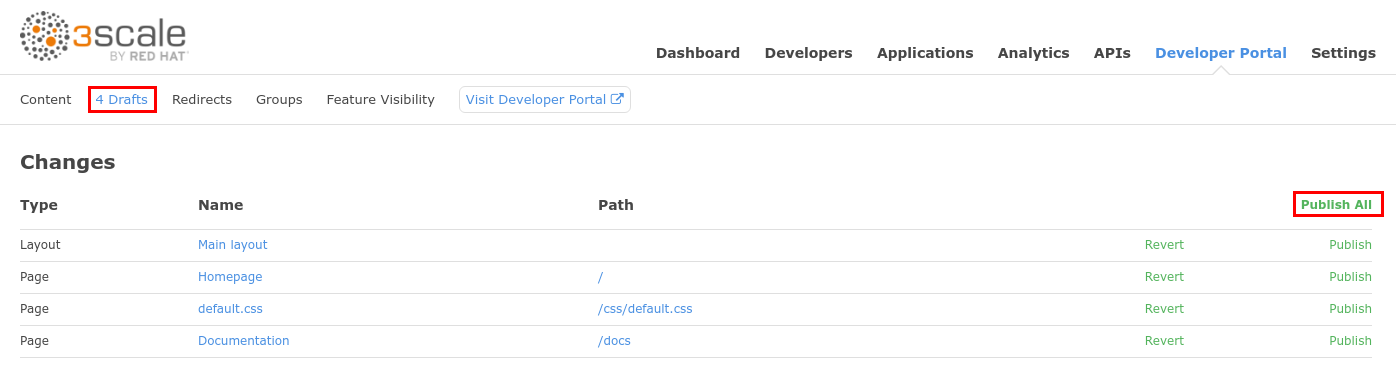 3scale
BY RED HAT
Dashboard Developers Applications Analytics APIs Developer Portal Settings
Content 4 Drafts Redirects Groups Feature Visibility Visit Developer Portal
Changes
Type Name Path Publish All
Layout Main layout Revert Publish
Page Homepage / Revert Publish
Page default.css /css/default.css Revert Publish
Page Documentation /docs Revert Publish